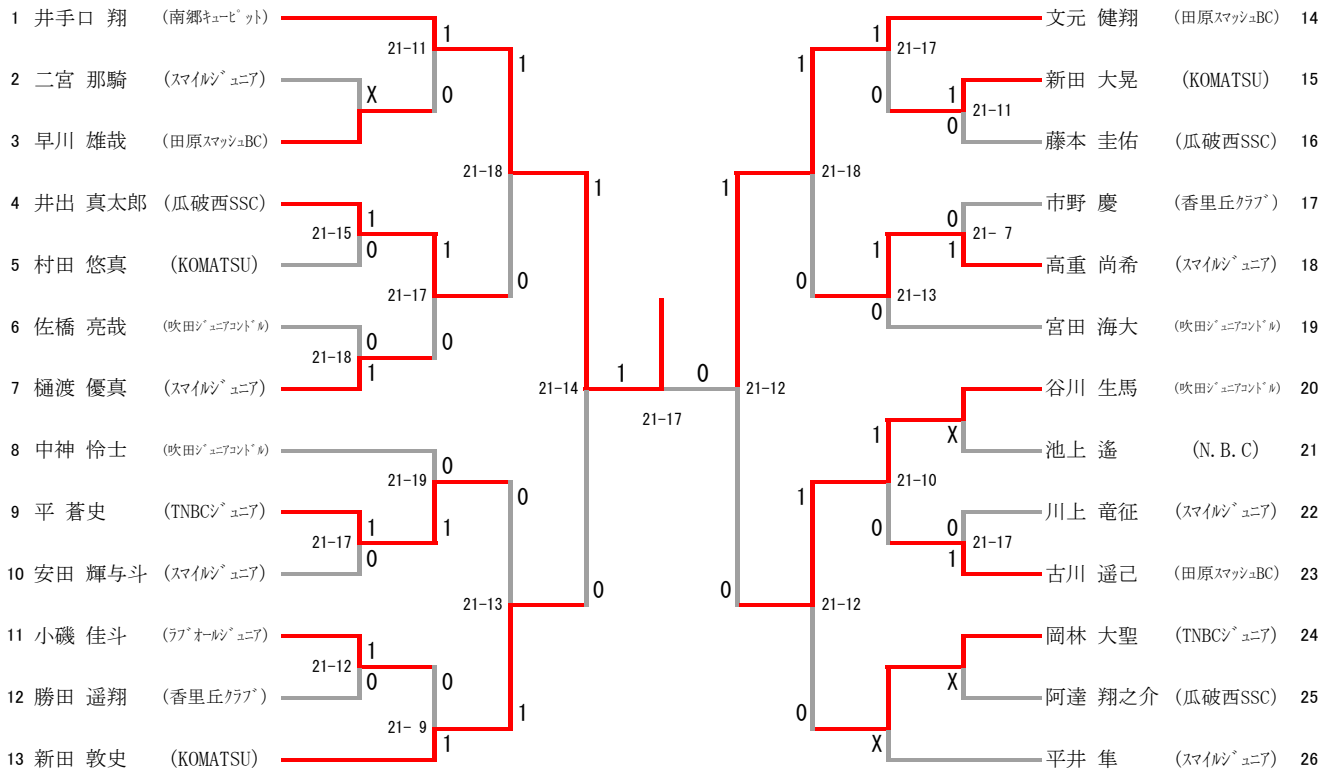 1 井手口 翔 (南郷キューピット)
21-11 1
2 二宮 那騎 (スマイルジュニア)
X 0 1
3 早川 雄哉 (田原スマッシュBC)
21-18 1
4 井出 真太郎 (瓜破西SSC)
21-15 1 0 1
5 村田 悠真 (KOMATSU)
21-17 0
6 佐橋 亮哉 (吹田ジュニアコンドル)
21-18 0 1 0
7 樋渡 優真 (スマイルジュニア)
21-14
8 中神 怜士 (吹田ジュニアコンドル)
21-19 0 1 0
9 平 蒼史 (TNBCジュニア)
21-17 1 0
10 安田 輝与斗 (スマイルジュニア)
21-13 0
11 小磯 佳斗 (ラブオールジュニア)
21-12 1 0 0
12 勝田 遥翔 (香里丘クラブ)
21- 9 1 1
13 新田 敦史 (KOMATSU)
1 0
21-17
文元 健翔 (田原スマッシュBC) 14
1 21-17
1 0
新田 大晃 (KOMATSU) 15
1 0 21-11
藤本 圭佑 (瓜破西SSC) 16
1 21-18
市野 慶 (香里丘クラブ) 17
1 0 1 21- 7
高重 尚希 (スマイルジュニア) 18
0 0 21-13
宮田 海大 (吹田ジュニアコンドル) 19
21-12
谷川 生馬 (吹田ジュニアコンドル) 20
1 X
池上 遙 (N.B.C) 21
1 21-10
川上 竜征 (スマイルジュニア) 22
0 0 1 21-17
古川 遥己 (田原スマッシュBC) 23
0 21-12
岡林 大聖 (TNBCジュニア) 24
X
阿達 翔之介 (瓜破西SSC) 25
0 X
平井 隼 (スマイルジュニア) 26